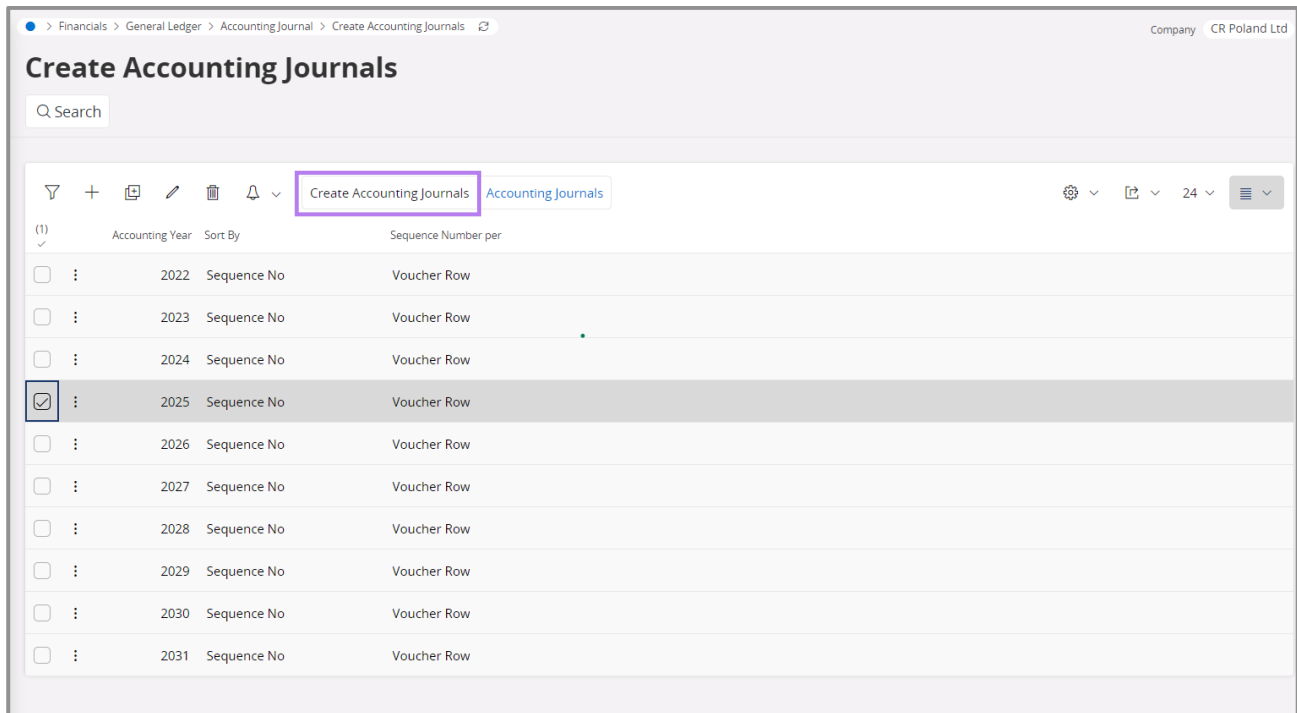 > Financials > General Ledger > Accounting Journal > Create Accounting Journals
Company CR Poland Ltd
Create Accounting Journals
Search
Create Accounting Journals Accounting Journals 24
(1)
Accounting Year Sort By Sequence Number per
2022 Sequence No Voucher Row
2023 Sequence No Voucher Row
2024 Sequence No Voucher Row
2025 Sequence No Voucher Row
2026 Sequence No Voucher Row
2027 Sequence No Voucher Row
2028 Sequence No Voucher Row
2029 Sequence No Voucher Row
2030 Sequence No Voucher Row
2031 Sequence No Voucher Row